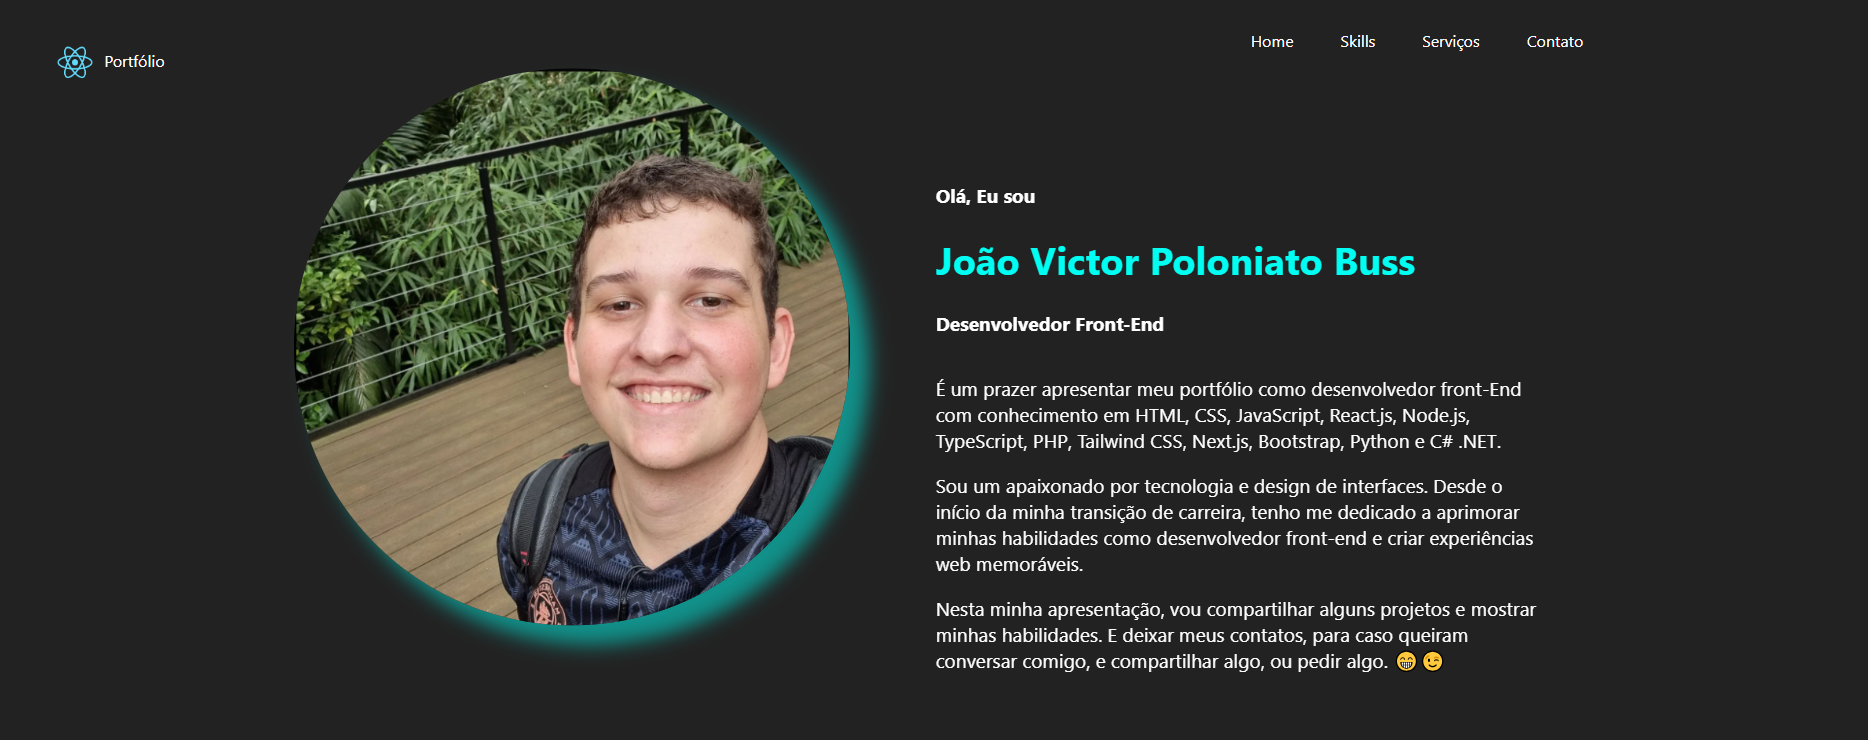 Portfólio
Home
Skills
Serviços
Contato
Olá, Eu sou
João Victor Poloniato Buss
Desenvolvedor Front-End
É um prazer apresentar meu portfólio como desenvolvedor front-End
com conhecimento em HTML, CSS, JavaScript, React.js, Node.js,
TypeScript, PHP, Tailwind CSS, Next.js, Bootstrap, Python e C# .NET.
Sou um apaixonado por tecnologia e design de interfaces. Desde o
início da minha transição de carreira, tenho me dedicado a aprimorar
minhas habilidades como desenvolvedor front-end e criar experiências
web memoráveis.
Nesta minha apresentação, vou compartilhar alguns projetos e mostrar
minhas habilidades. E deixar meus contatos, para caso queiram
conversar comigo, e compartilhar algo, ou pedir algo. 😁😉